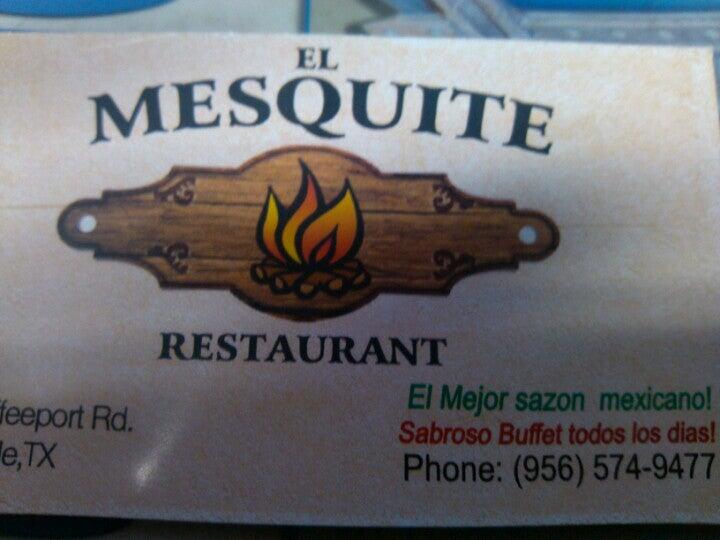 EL
MESQUITE
RESTAURANT
ffeeport Rd.
le,TX
El Mejor sazon mexicano!
Sabroso Buffet todos los dias!
Phone: (956) 574-9477